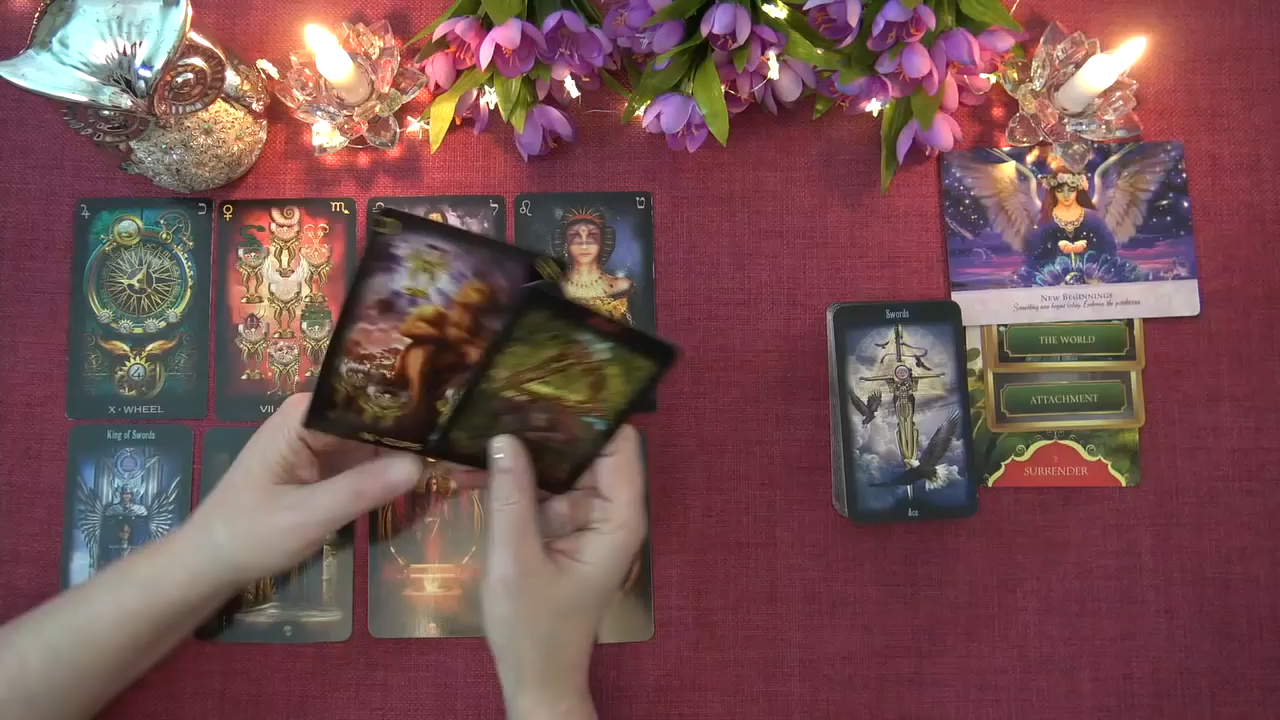 כ
X · WHEEL
VII
ל
ט
King of Swords
Swords
Ace
NEW BEGINNINGS
Something new begins today. Embrace the
THE WORLD
ATTACHMENT
2
SURRENDER